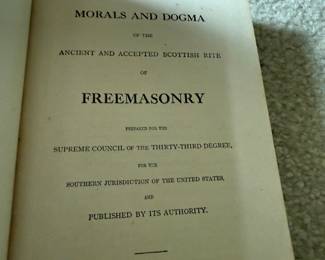 MORALS AND DOGMA
OF THE
ANCIENT AND ACCEPTED SCOTTISH RITE
OF
FREEMASONRY
PREPARED FOR THE
SUPREME COUNCIL OF THE THIRTY-THIRD DEGREE,
FOR THE
SOUTHERN JURISDICTION OF THE UNITED STATES,
AND
PUBLISHED BY ITS AUTHORITY.